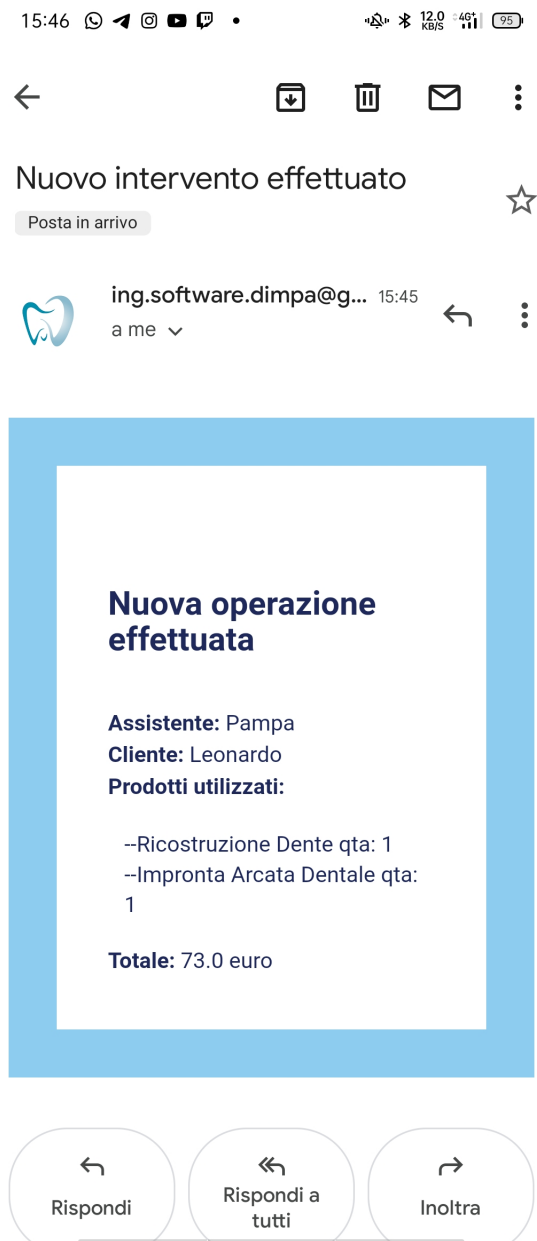 15:46 12.0 KB/S 4G+ 95
Nuovo intervento effettuato
Posta in arrivo
ing.software.dimpa@g... 15:45
a me
Nuova operazione
effettuata
Assistente: Pampa
Cliente: Leonardo
Prodotti utilizzati:
--Ricostruzione Dente qta: 1
--Impronta Arcata Dentale qta:
1
Totale: 73.0 euro
Rispondi
Rispondi a
tutti
Inoltra